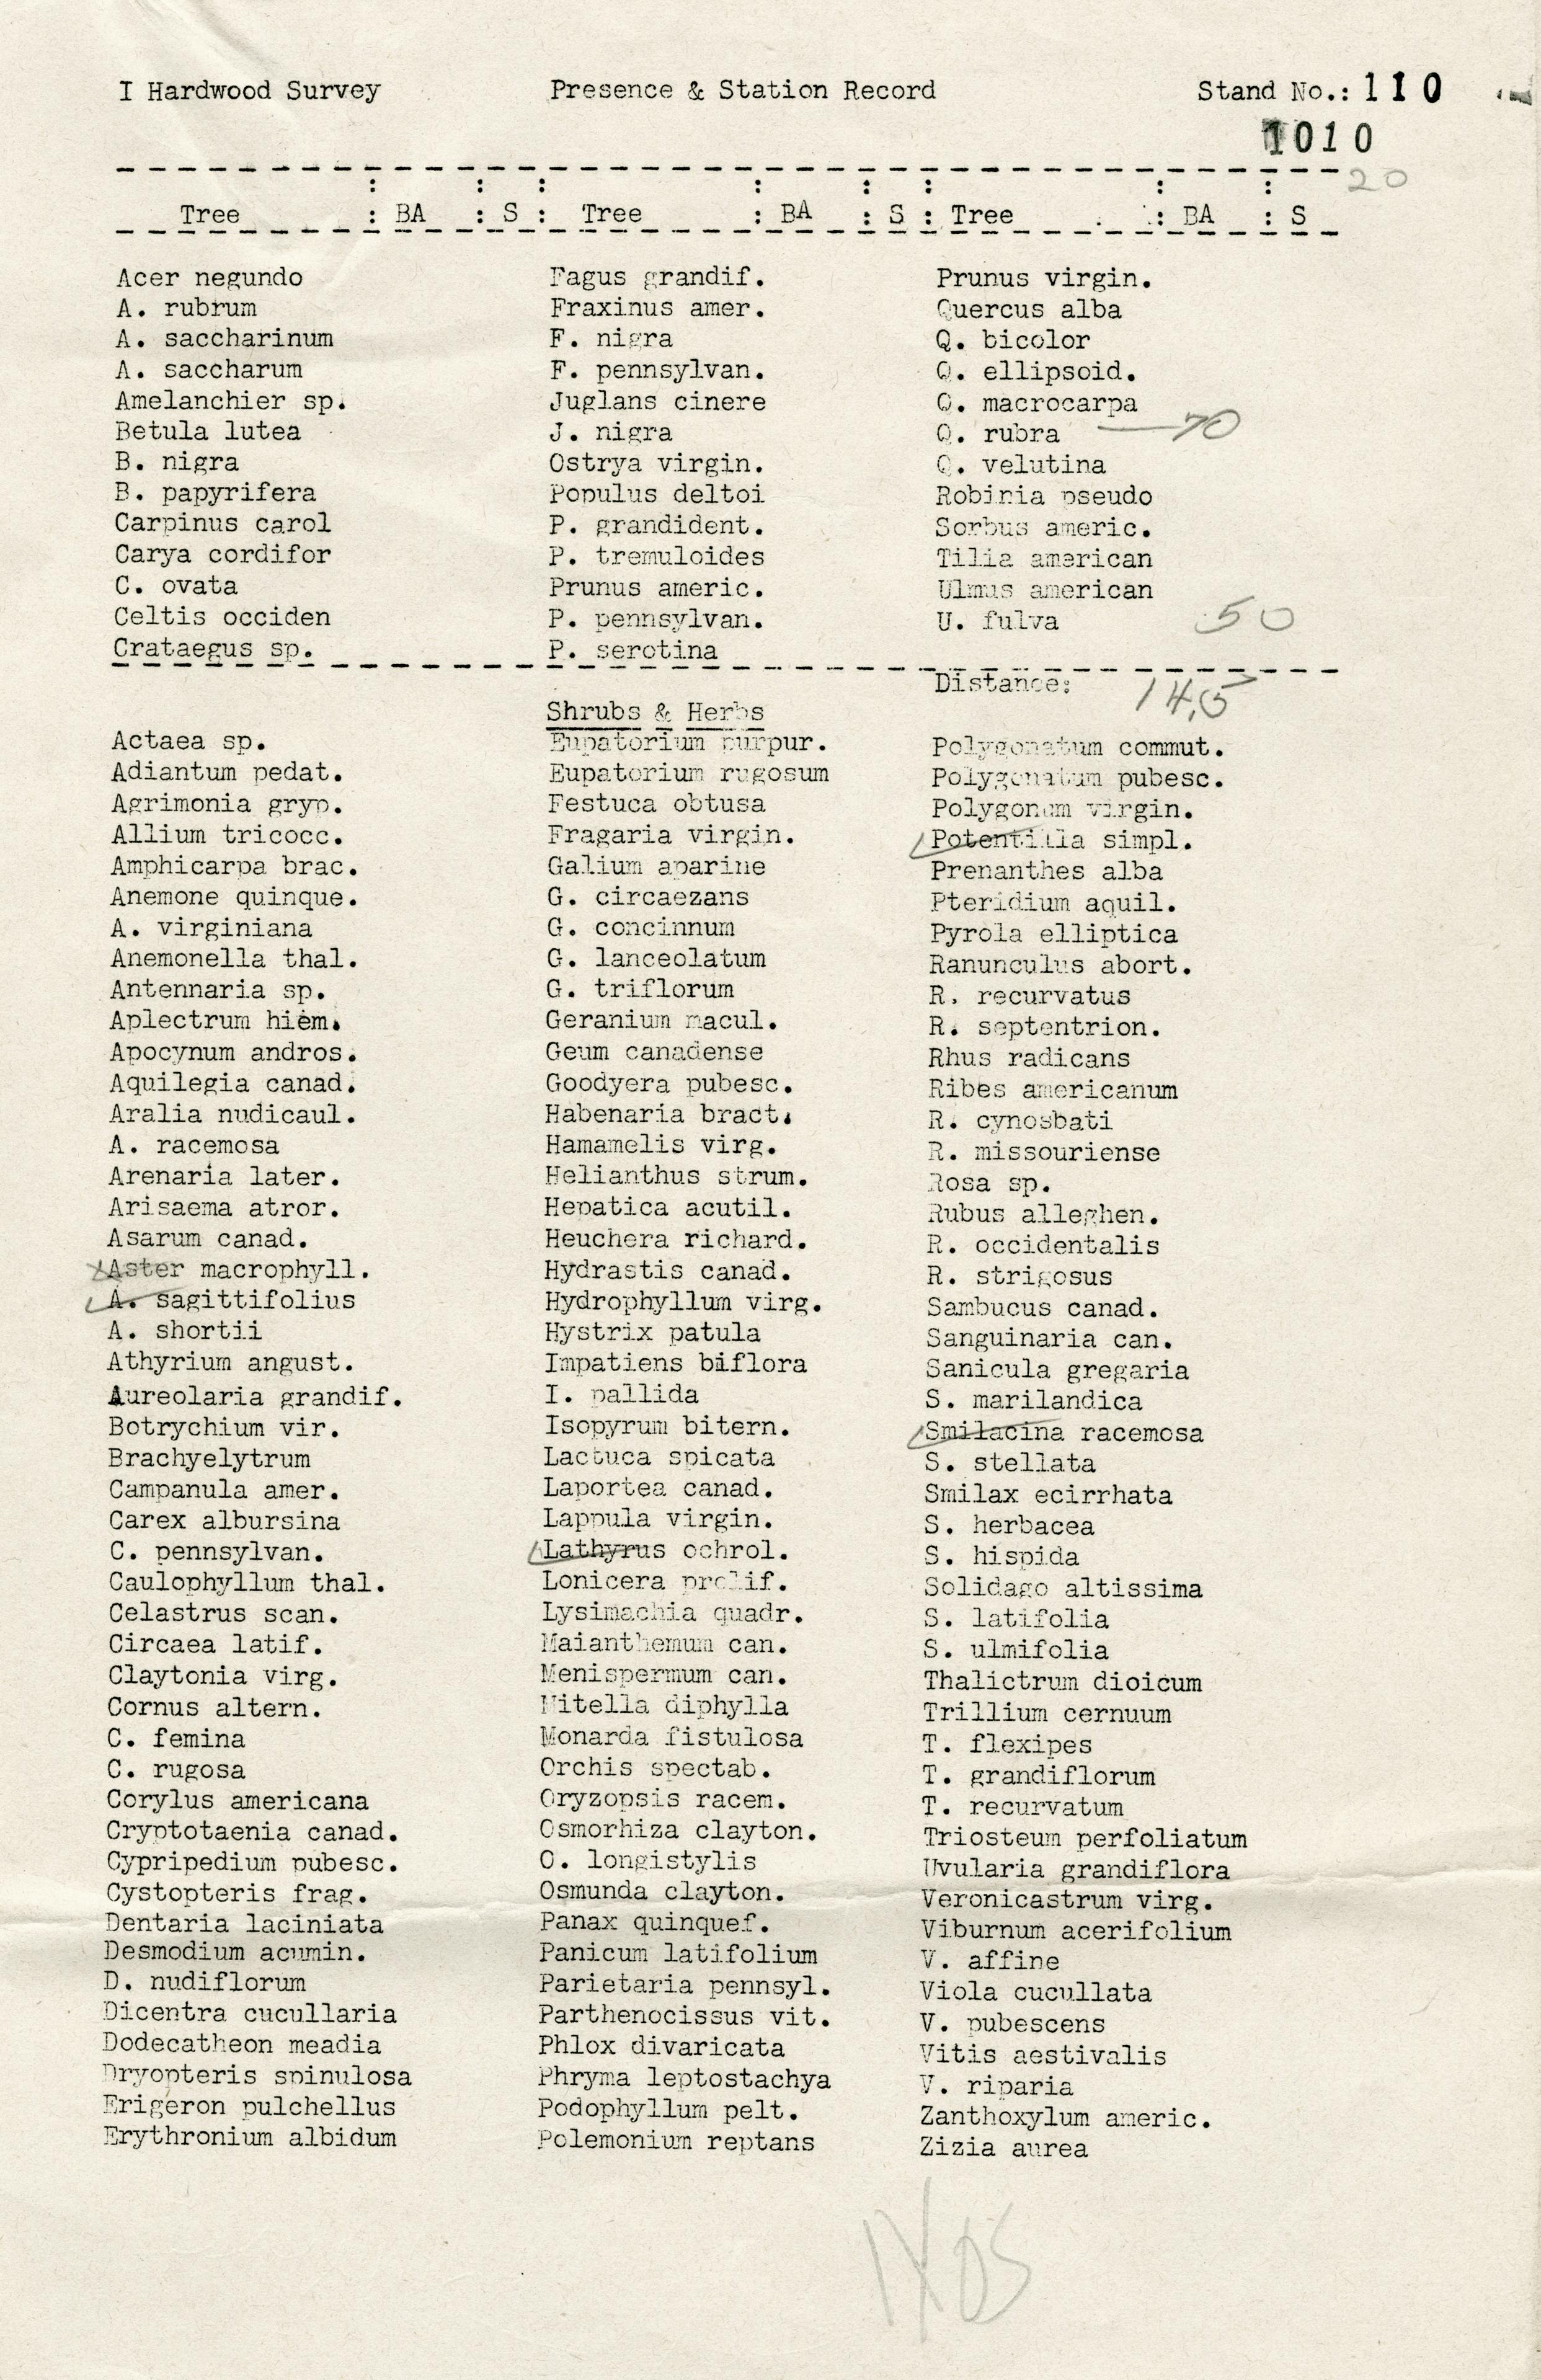 I Hardwood Survey Presence & Station Record Stand No.: 110
1010
20
Tree : BA : S : Tree : BA : S : Tree : BA : S
Acer negundo Fagus grandif. Prunus virgin.
A. rubrum Fraxinus amer. Quercus alba
A. saccharinum F. nigra Q. bicolor
A. saccharum F. pennsylvan. Q. ellipsoid.
Amelanchier sp. Juglans cinere Q. macrocarpa
Betula lutea J. nigra Q. rubra — 70
B. nigra Ostrya virgin. Q. velutina
B. papyrifera Populus deltoi Robinia pseudo
Carpinus carol P. grandident. Sorbus americ.
Carya cordifor P. tremuloides Tilia american
C. ovata Prunus americ. Ulmus american
Celtis occiden P. pennsylvan. U. fulva 50
Crataegus sp. P. serotina
Distance: 14.5
Shrubs & Herbs
Actaea sp. Eupatorium purpur. Polygonatum commut.
Adiantum pedat. Eupatorium rugosum Polygonatum pubesc.
Agrimonia gryp. Festuca obtusa Polygonum virgin.
Allium tricocc. Fragaria virgin. Potentilla simpl.
Amphicarpa brac. Galium aparine Prenanthes alba
Anemone quinque. G. circaezans Pteridium aquil.
A. virginiana G. concinnum Pyrola elliptica
Anemonella thal. G. lanceolatum Ranunculus abort.
Antennaria sp. G. triflorum R. recurvatus
Aplectrum hiem. Geranium macul. R. septentrion.
Apocynum andros. Geum canadense Rhus radicans
Aquilegia canad. Goodyera pubesc. Ribes americanum
Aralia nudicaul. Habenaria bract. R. cynosbati
A. racemosa Hamamelis virg. R. missouriense
Arenaria later. Helianthus strum. Rosa sp.
Arisaema atror. Hepatica acutil. Rubus alleghen.
Asarum canad. Heuchera richard. R. occidentalis
Aster macrophyll. Hydrastis canad. R. strigosus
A. sagittifolius Hydrophyllum virg. Sambucus canad.
A. shortii Hystrix patula Sanguinaria can.
Athyrium angust. Impatiens biflora Sanicula gregaria
Aureolaria grandif. I. pallida S. marilandica
Botrychium vir. Isopyrum bitern. Smilacina racemosa
Brachyelytrum Lactuca spicata S. stellata
Campanula amer. Laportea canad. Smilax ecirrhata
Carex albursina Lappula virgin. S. herbacea
C. pennsylvan. Lathyrus ochrol. S. hispida
Caulophyllum thal. Lonicera prolif. Solidago altissima
Celastrus scan. Lysimachia quadr. S. latifolia
Circaea latif. Maianthemum can. S. ulmifolia
Claytonia virg. Menispermum can. Thalictrum dioicum
Cornus altern. Mitella diphylla Trillium cernuum
C. femina Monarda fistulosa T. flexipes
C. rugosa Orchis spectab. T. grandiflorum
Corylus americana Oryzopsis racem. T. recurvatum
Cryptotaenia canad. Osmorhiza clayton. Triosteum perfoliatum
Cypripedium pubesc. O. longistylis Uvularia grandiflora
Cystopteris frag. Osmunda clayton. Veronicastrum virg.
Dentaria laciniata Panax quinquef. Viburnum acerifolium
Desmodium acumin. Panicum latifolium V. affine
D. nudiflorum Parietaria pennsyl. Viola cucullata
Dicentra cucullaria Parthenocissus vit. V. pubescens
Dodecatheon meadia Phlox divaricata Vitis aestivalis
Dryopteris spinulosa Phryma leptostachya V. riparia
Erigeron pulchellus Podophyllum pelt. Zanthoxylum americ.
Erythronium albidum Polemonium reptans Zizia aurea